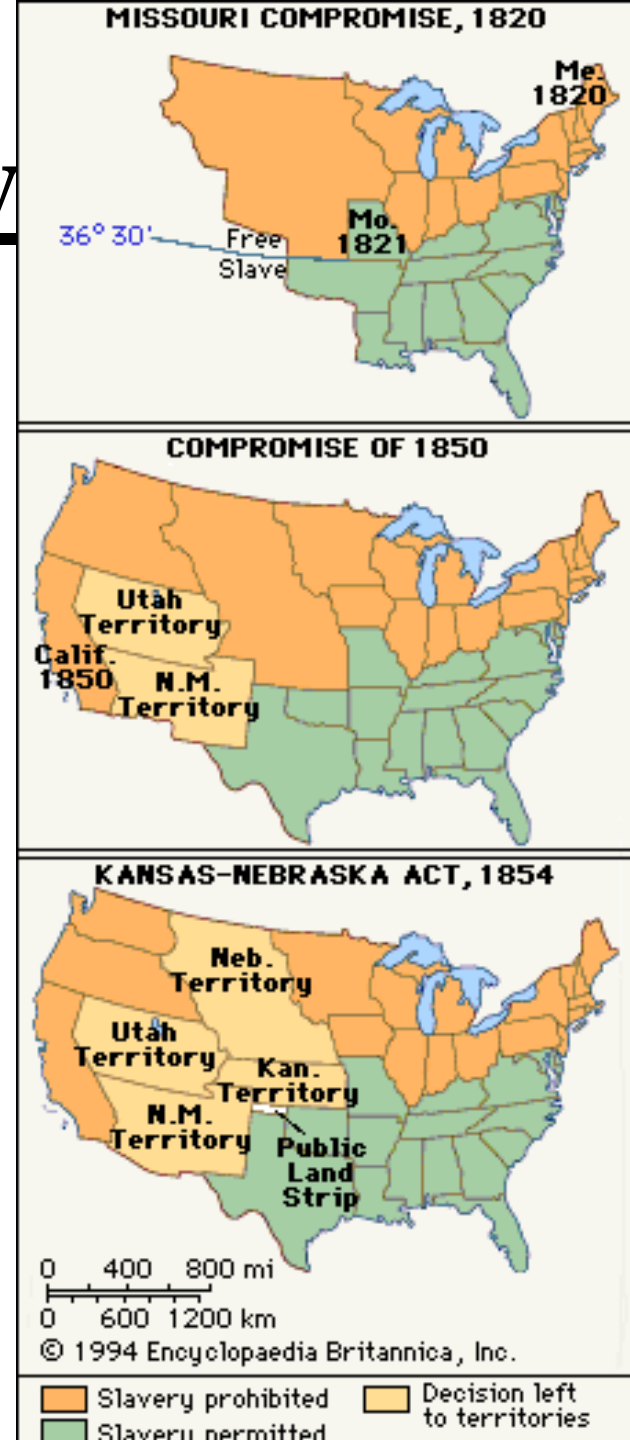 MISSOURI COMPROMISE, 1820
Me.
1820
36° 30'
Free
Slave
Mo.
1821
COMPROMISE OF 1850
Utah
Territory
Calif.
1850
N.M.
Territory
KANSAS-NEBRASKA ACT, 1854
Neb.
Territory
Utah
Territory
Kan.
Territory
N.M.
Territory
Public
Land
Strip
0 400 800 mi
0 600 1200 km
© 1994 Encyclopaedia Britannica, Inc.
Slavery prohibited
Decision left
to territories
Slavery permitted